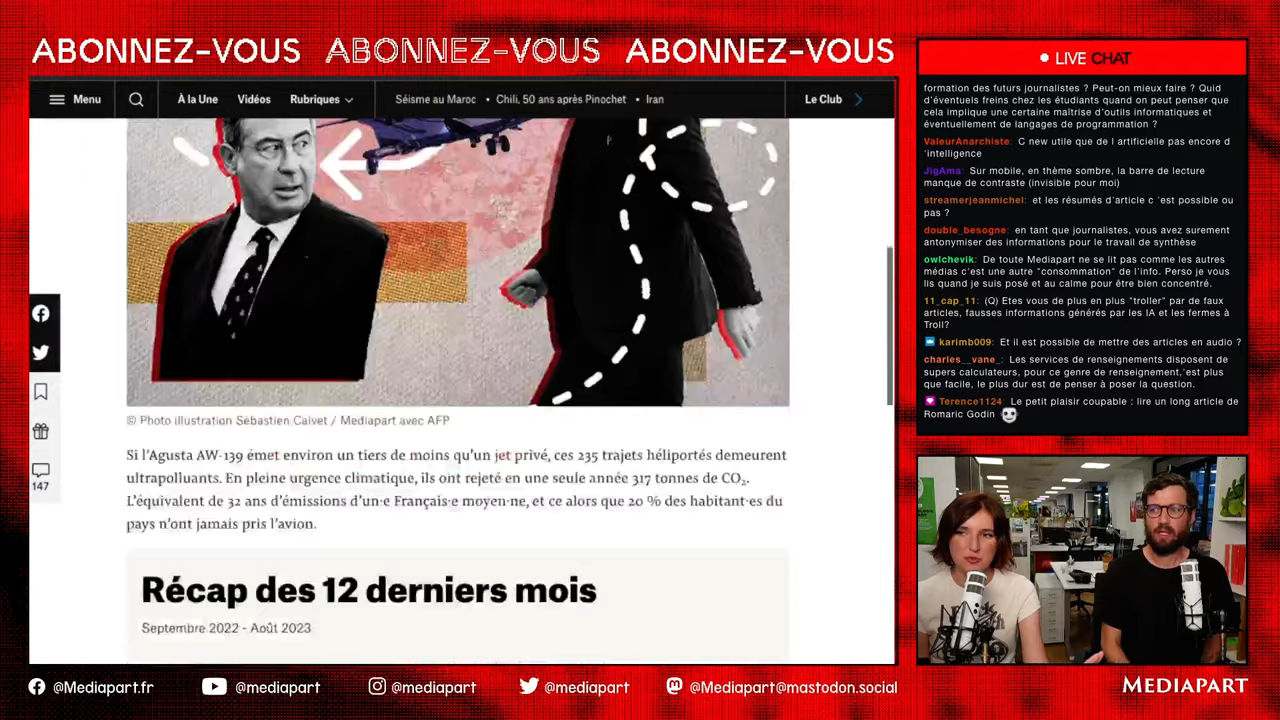 ABONNEZ-VOUS ABONNEZ-VOUS ABONNEZ-VOUS
Menu
À la Une
Vidéos
Rubriques
Séisme au Maroc • Chili, 50 ans après Pinochet • Iran
Le Club
147
© Photo illustration Sébastien Calvet / Mediapart avec AFP
Si l'Agusta AW-139 émet environ un tiers de moins qu'un jet privé, ces 235 trajets héliportés demeurent
ultrapolluants. En pleine urgence climatique, ils ont rejeté en une seule année 317 tonnes de CO₂.
L'équivalent de 32 ans d'émissions d'un·e Français·e moyen·ne, et ce alors que 20 % des habitant·es du
pays n'ont jamais pris l'avion.
Récap des 12 derniers mois
Septembre 2022 - Août 2023
LIVE CHAT
formation des futurs journalistes ? Peut-on mieux faire ? Quid
d'éventuels freins chez les étudiants quand on peut penser que
cela implique une certaine maîtrise d'outils informatiques et
éventuellement de langages de programmation ?
ValeurAnarchiste: C new utile que de l artificielle pas encore d
'intelligence
JigAma: Sur mobile, en thème sombre, la barre de lecture
manque de contraste (invisible pour moi)
streamerjeanmichel: et les résumés d'article c 'est possible ou
pas ?
double_besogne: en tant que journalistes, vous avez surement
antonymiser des informations pour le travail de synthèse
owlchevik: De toute Mediapart ne se lit pas comme les autres
médias c'est une autre "consommation" de l'info. Perso je vous
lis quand je suis posé et au calme pour être bien concentré.
11_cap_11: (Q) Etes vous de plus en plus "troller" par de faux
articles, fausses informations générés par les IA et les fermes à
Troll?
karimb009: Et il est possible de mettre des articles en audio ?
charles__vane_: Les services de renseignements disposent de
supers calculateurs, pour ce genre de renseignement,'est plus
que facile, le plus dur est de penser à poser la question.
Terence1124: Le petit plaisir coupable : lire un long article de
Romaric Godin
@Mediapart.fr
@mediapart
@mediapart
@mediapart
@Mediapart@mastodon.social
MEDIAPART